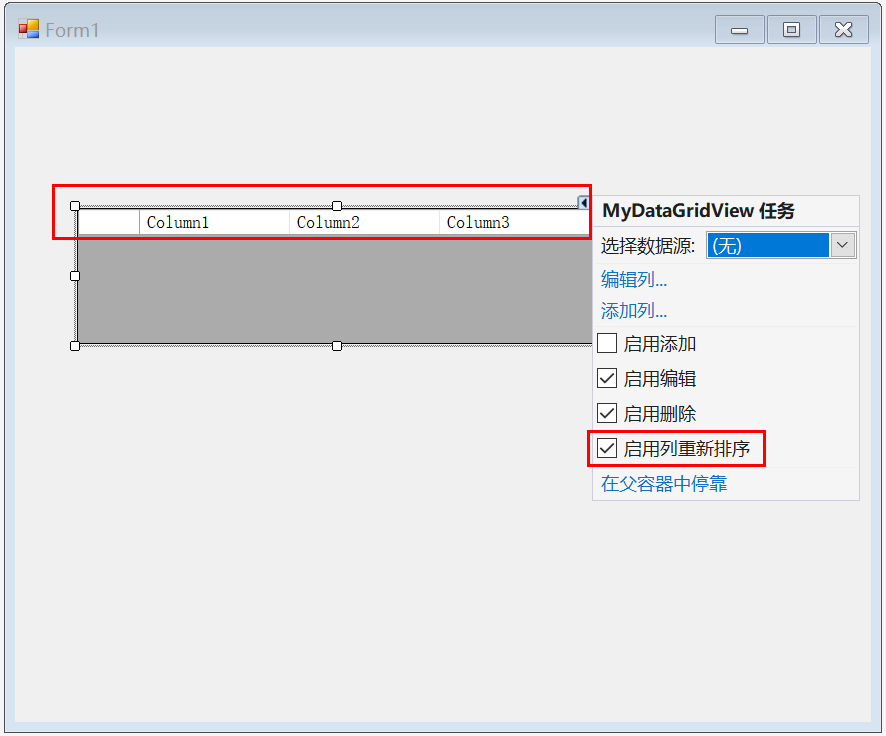 Form1
Column1 Column2 Column3
MyDataGridView 任务
选择数据源: (无)
编辑列...
添加列...
启用添加
启用编辑
启用删除
启用列重新排序
在父容器中停靠